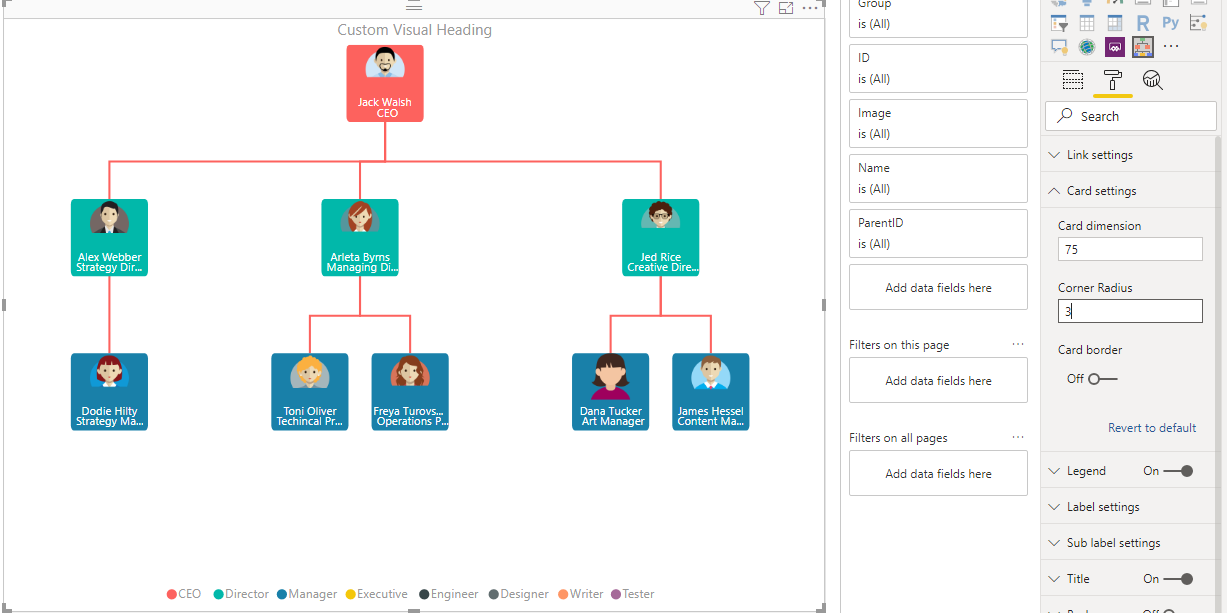 Custom Visual Heading
Jack Walsh
CEO
Alex Webber
Strategy Dir...
Arleta Byrns
Managing Di...
Jed Rice
Creative Dire...
Dodie Hilty
Strategy Ma...
Toni Oliver
Techincal Pr...
Freya Turovs...
Operations P...
Dana Tucker
Art Manager
James Hessel
Content Ma...
CEO Director Manager Executive Engineer Designer Writer Tester
Group
is (All)
ID
is (All)
Image
is (All)
Name
is (All)
ParentID
is (All)
Add data fields here
Filters on this page ...
Add data fields here
Filters on all pages ...
Add data fields here
R Py
...
Search
Link settings
Card settings
Card dimension
75
Corner Radius
3
Card border
Off
Revert to default
Legend On
Label settings
Sub label settings
Title On